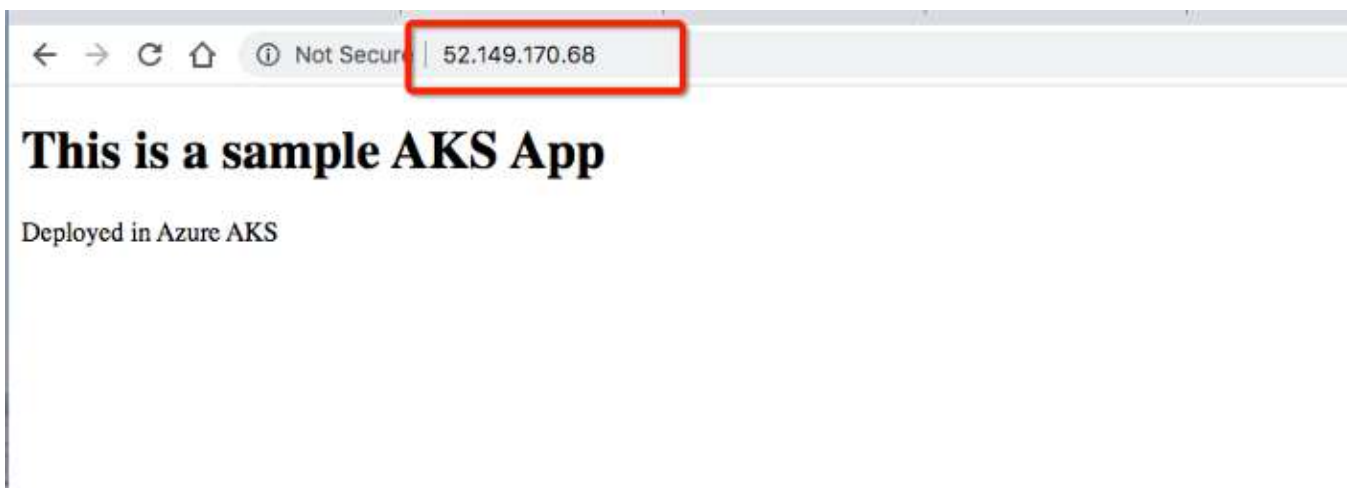 Not Secure 52.149.170.68
This is a sample AKS App
Deployed in Azure AKS